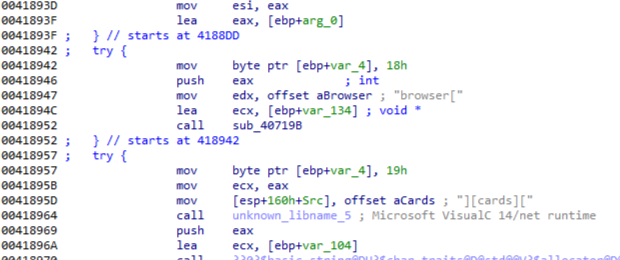 0041893D mov esi, eax
0041893F lea eax, [ebp+arg_0]
0041893F ; } // starts at 4188DD
00418942 ; try {
00418942 mov byte ptr [ebp+var_4], 18h
00418946 push eax ; int
00418947 mov edx, offset aBrowser ; "browser["
0041894C lea ecx, [ebp+var_134] ; void *
00418952 call sub_40719B
00418952 ; } // starts at 418942
00418957 ; try {
00418957 mov byte ptr [ebp+var_4], 19h
0041895B mov ecx, eax
0041895D mov [esp+160h+Src], offset aCards ; "][cards]["
00418964 call unknown_libname_5 ; Microsoft VisualC 14/net runtime
00418969 push eax
0041896A lea ecx, [ebp+var_104]